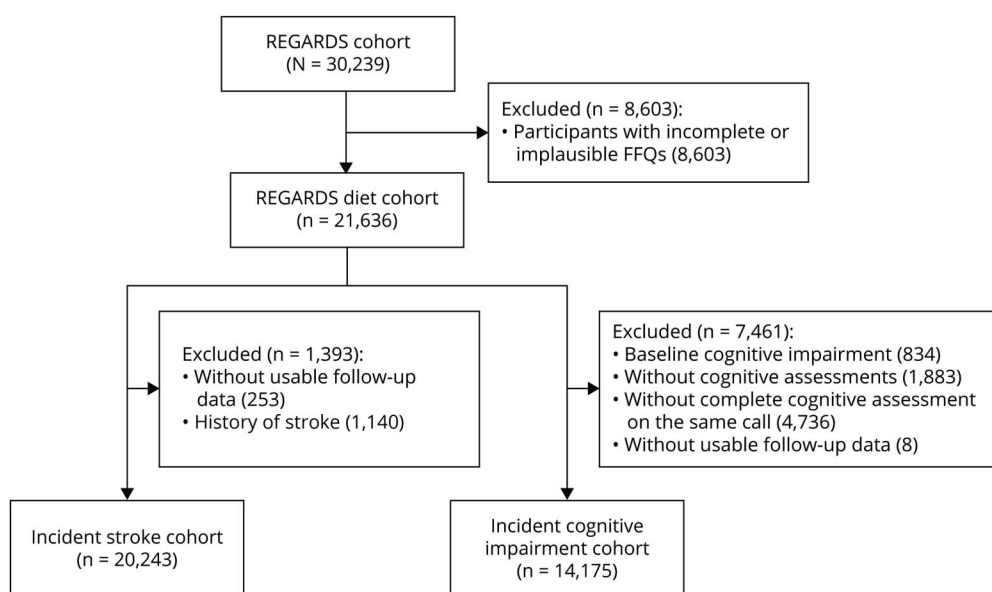 REGARDS cohort
(N = 30,239)
Excluded (n = 8,603):
• Participants with incomplete or
implausible FFQs (8,603)
REGARDS diet cohort
(n = 21,636)
Excluded (n = 1,393):
• Without usable follow-up
data (253)
• History of stroke (1,140)
Excluded (n = 7,461):
• Baseline cognitive impairment (834)
• Without cognitive assessments (1,883)
• Without complete cognitive assessment
on the same call (4,736)
• Without usable follow-up data (8)
Incident stroke cohort
(n = 20,243)
Incident cognitive
impairment cohort
(n = 14,175)